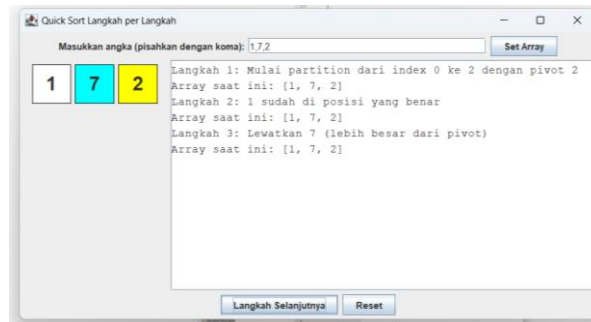 Quick Sort Langkah per Langkah
Masukkan angka (pisahkan dengan koma): 1,7,2 Set Array
1 7 2
Langkah 1: Mulai partition dari index 0 ke 2 dengan pivot 2
Array saat ini: [1, 7, 2]
Langkah 2: 1 sudah di posisi yang benar
Array saat ini: [1, 7, 2]
Langkah 3: Lewatkan 7 (lebih besar dari pivot)
Array saat ini: [1, 7, 2]
Langkah Selanjutnya Reset